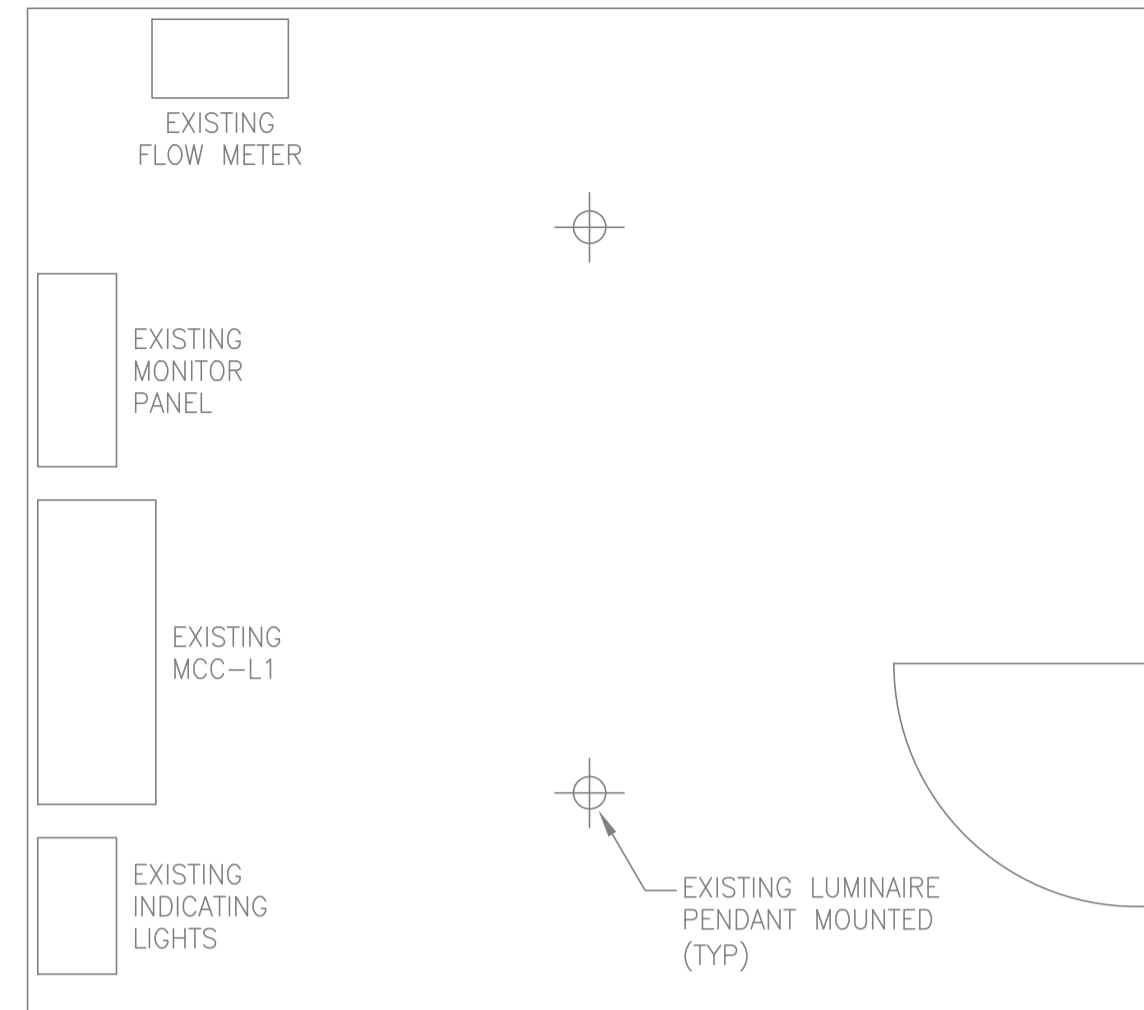 EXISTING
FLOW METER
EXISTING
MONITOR
PANEL
EXISTING
MCC-L1
EXISTING
INDICATING
LIGHTS
EXISTING LUMINAIRE
PENDANT MOUNTED
(TYP)